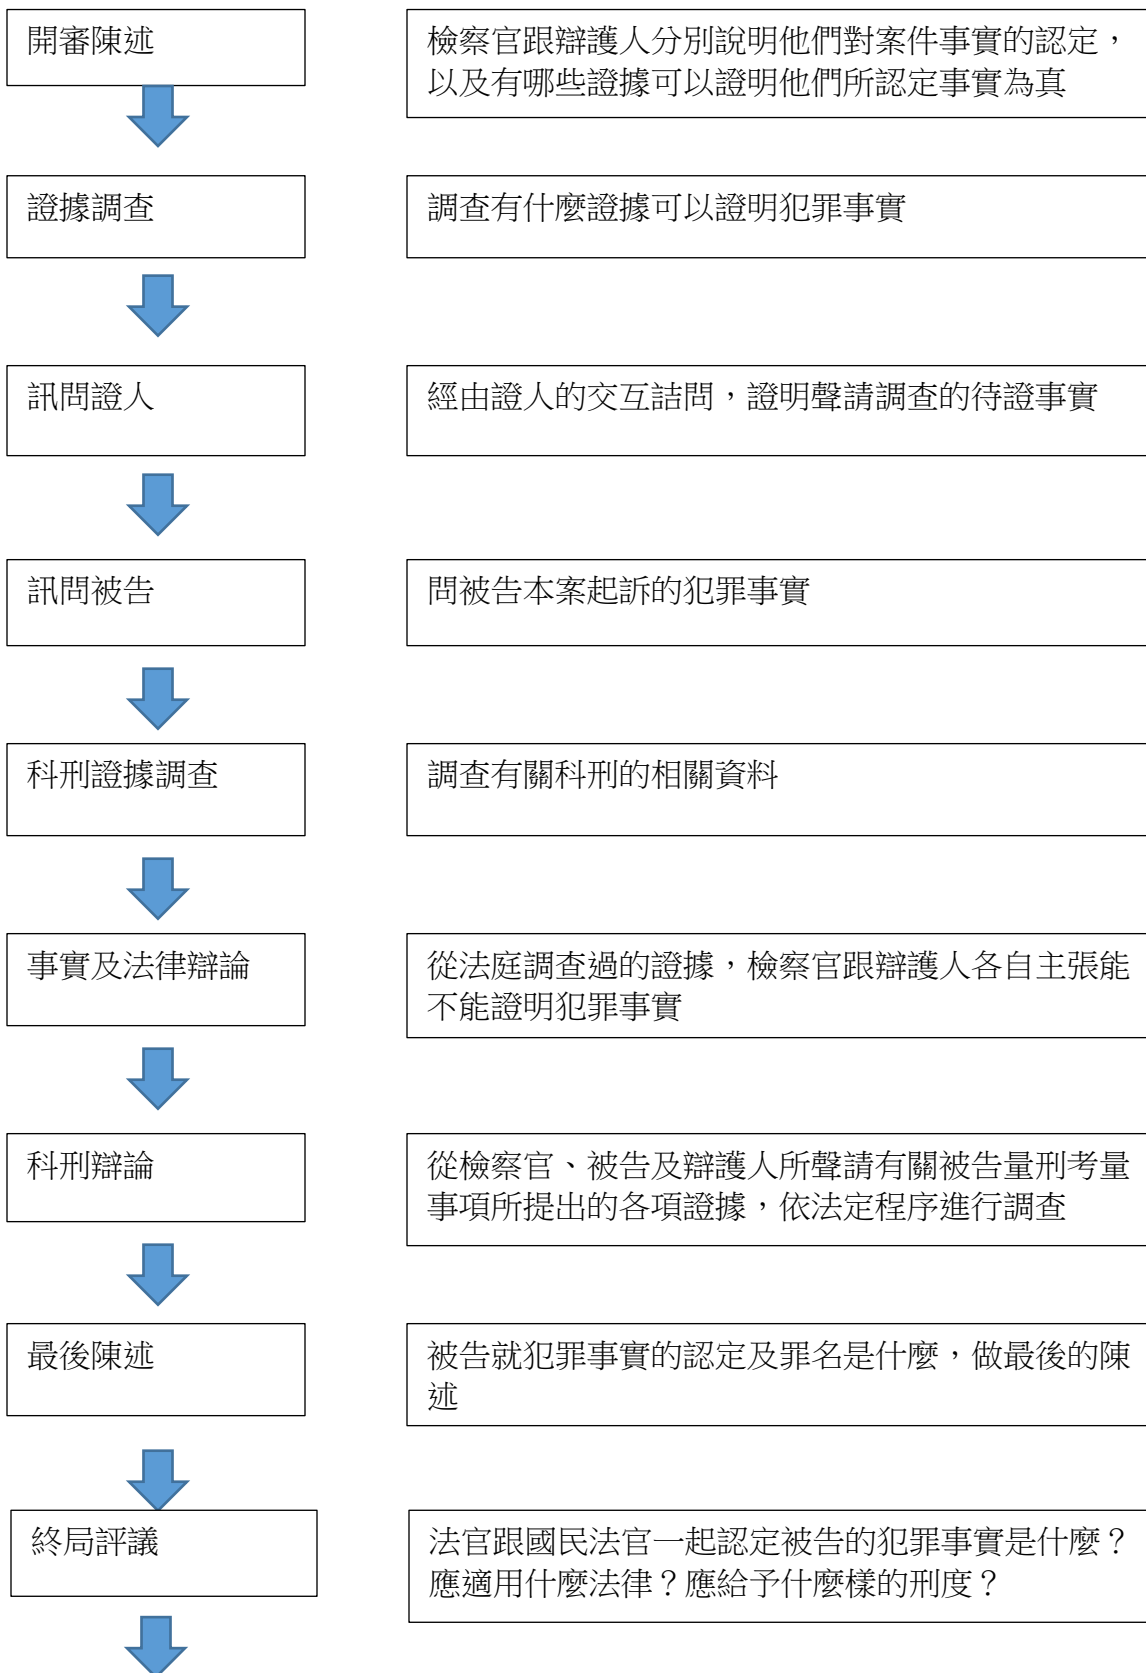 開審陳述
檢察官跟辯護人分別說明他們對案件事實的認定，
以及有哪些證據可以證明他們所認定事實為真
證據調查
調查有什麼證據可以證明犯罪事實
訊問證人
經由證人的交互詰問，證明聲請調查的待證事實
訊問被告
問被告本案起訴的犯罪事實
科刑證據調查
調查有關科刑的相關資料
事實及法律辯論
從法庭調查過的證據，檢察官跟辯護人各自主張能
不能證明犯罪事實
科刑辯論
從檢察官、被告及辯護人所聲請有關被告量刑考量
事項所提出的各項證據，依法定程序進行調查
最後陳述
被告就犯罪事實的認定及罪名是什麼，做最後的陳
述
終局評議
法官跟國民法官一起認定被告的犯罪事實是什麼？
應適用什麼法律？應給予什麼樣的刑度？